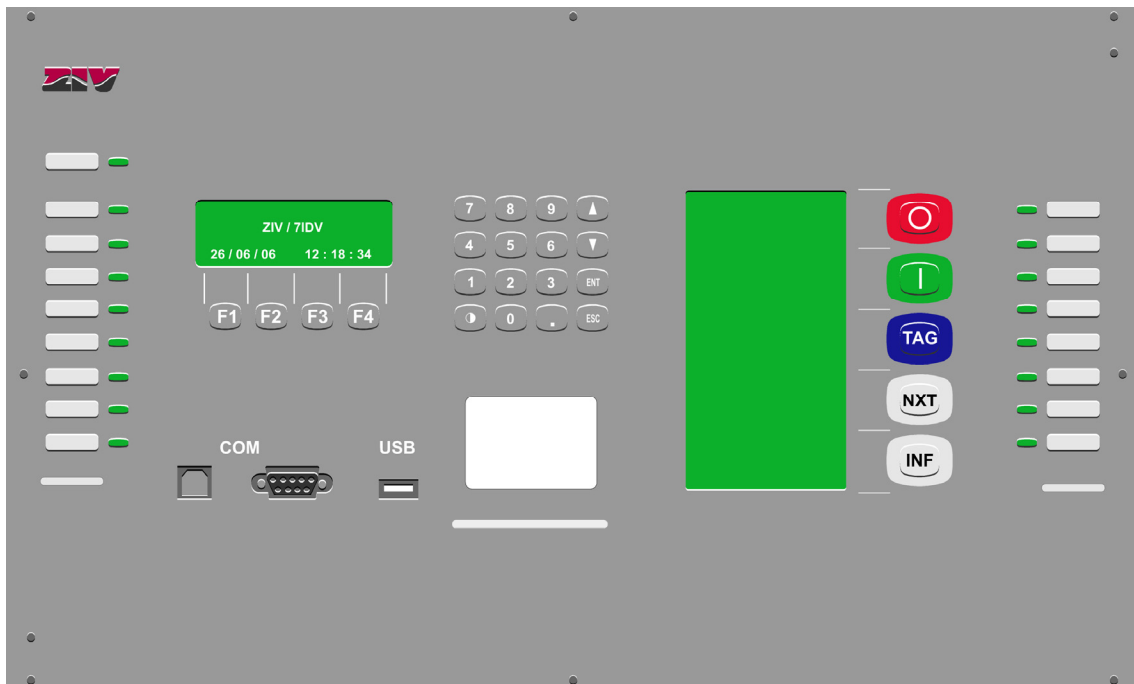 ZIV
ZIV / 7IDV
26 / 06 / 06 12 : 18 : 34
F1 F2 F3 F4
7 8 9
4 5 6
1 2 3 ENT
0 . ESC
TAG
NXT
INF
COM USB